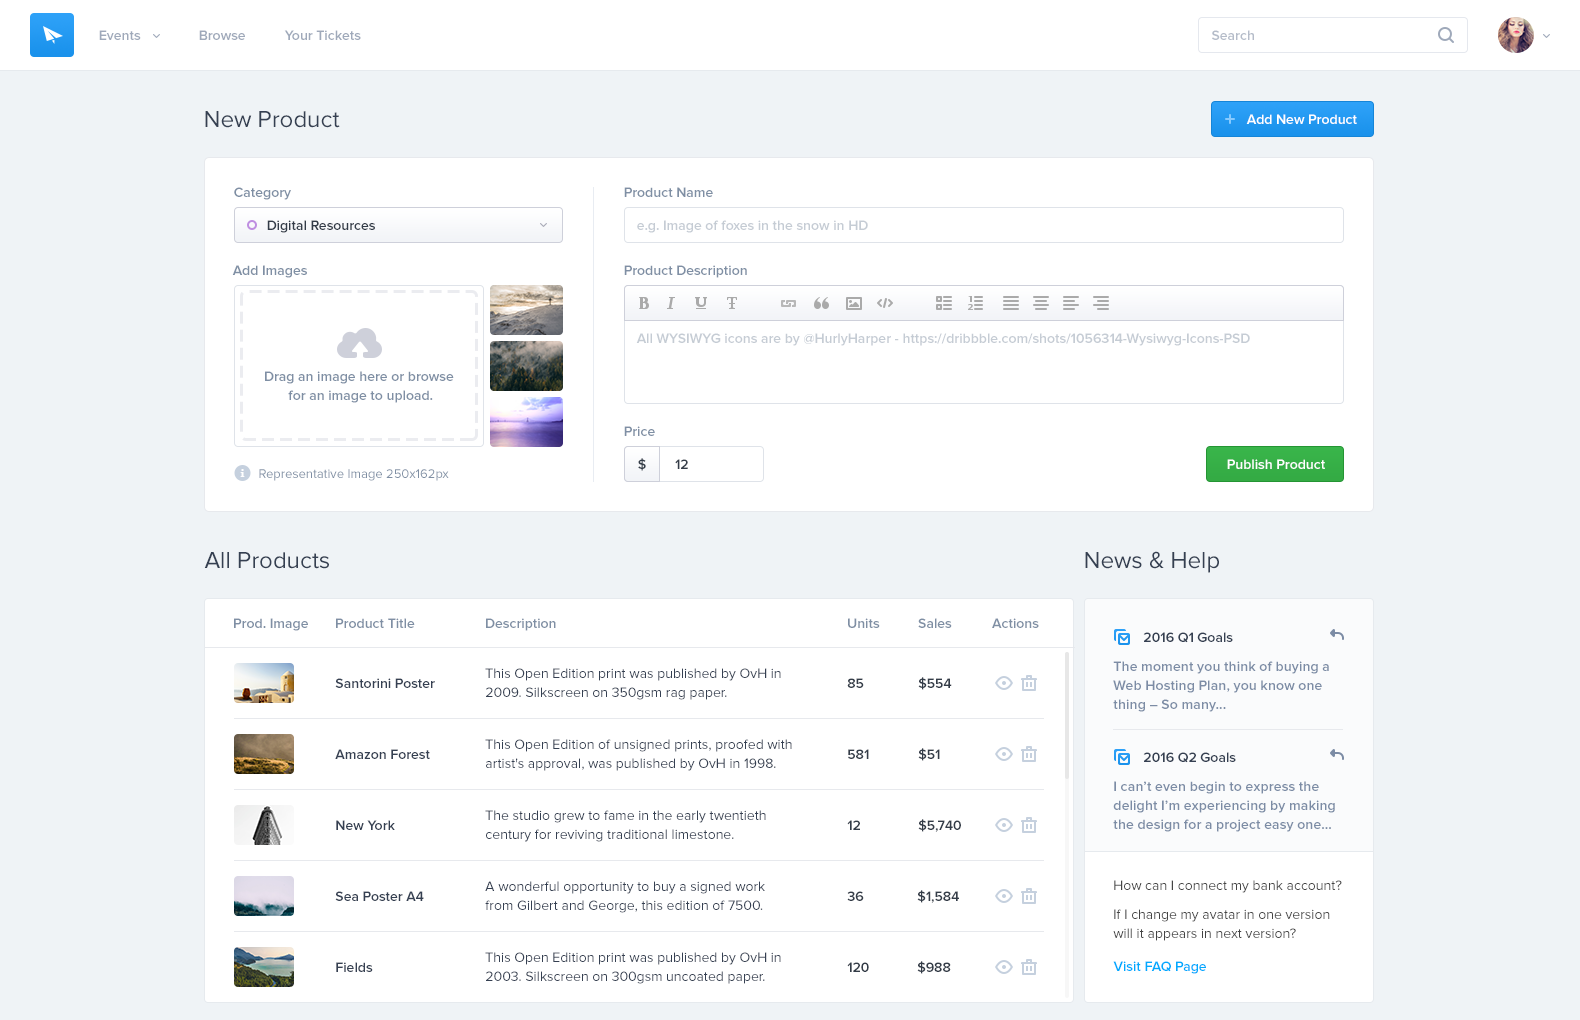 Events
Browse
Your Tickets
Search
New Product
+ Add New Product
Category
Digital Resources
Add Images
Drag an image here or browse
for an image to upload.
Representative Image 250x162px
Product Name
e.g. Image of foxes in the snow in HD
Product Description
B I U T
All WYSIWYG icons are by @HurlyHarper - https://dribbble.com/shots/1056314-Wysiwyg-Icons-PSD
Price
$ 12
Publish Product
All Products
Prod. Image Product Title Description Units Sales Actions
Santorini Poster
This Open Edition print was published by OvH in
2009. Silkscreen on 350gsm rag paper.
85 $554
Amazon Forest
This Open Edition of unsigned prints, proofed with
artist's approval, was published by OvH in 1998.
581 $51
New York
The studio grew to fame in the early twentieth
century for reviving traditional limestone.
12 $5,740
Sea Poster A4
A wonderful opportunity to buy a signed work
from Gilbert and George, this edition of 7500.
36 $1,584
Fields
This Open Edition print was published by OvH in
2003. Silkscreen on 300gsm uncoated paper.
120 $988
News & Help
2016 Q1 Goals
The moment you think of buying a
Web Hosting Plan, you know one
thing – So many...
2016 Q2 Goals
I can’t even begin to express the
delight I’m experiencing by making
the design for a project easy one...
How can I connect my bank account?
If I change my avatar in one version
will it appears in next version?
Visit FAQ Page